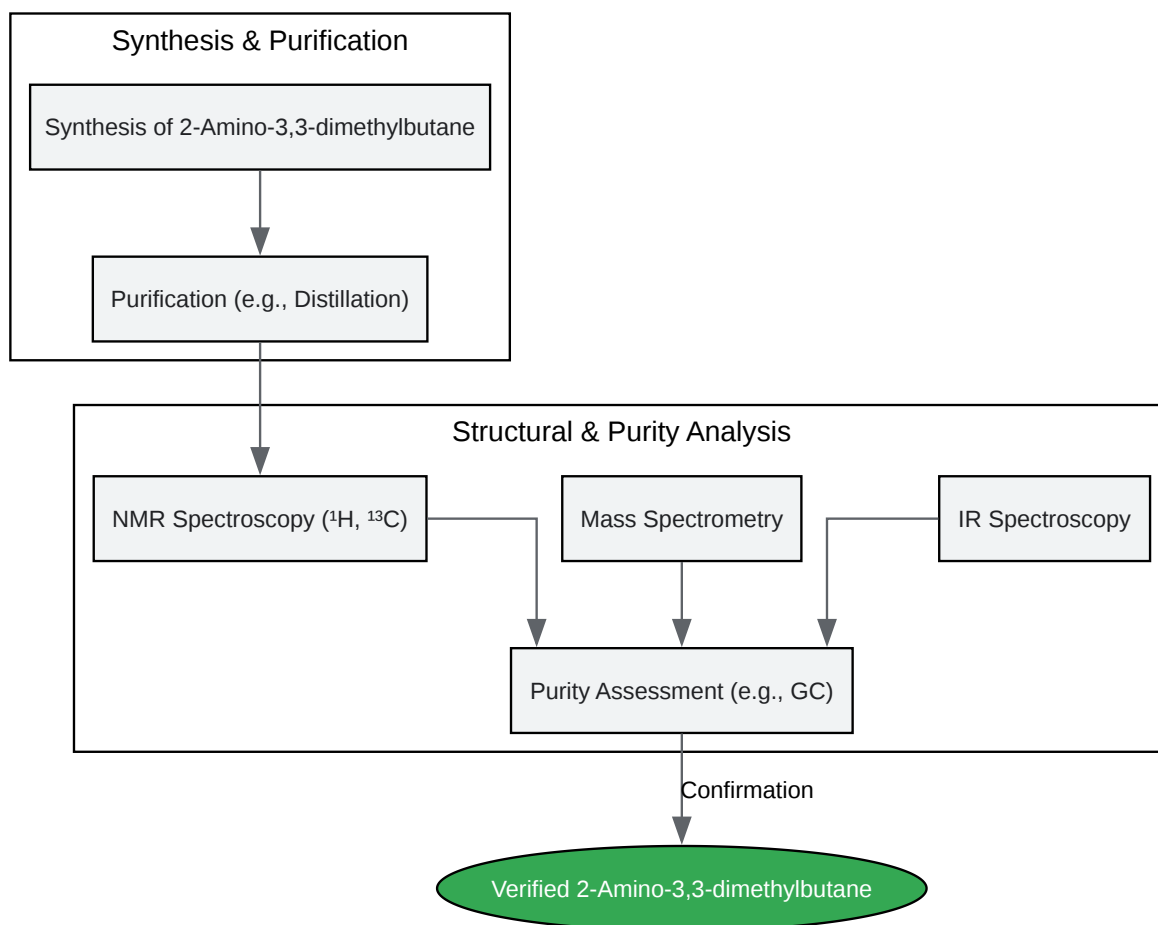 Synthesis & Purification
Synthesis of 2-Amino-3,3-dimethylbutane
Purification (e.g., Distillation)
Structural & Purity Analysis
NMR Spectroscopy (¹H, ¹³C)
Mass Spectrometry
IR Spectroscopy
Purity Assessment (e.g., GC)
Confirmation
Verified 2-Amino-3,3-dimethylbutane